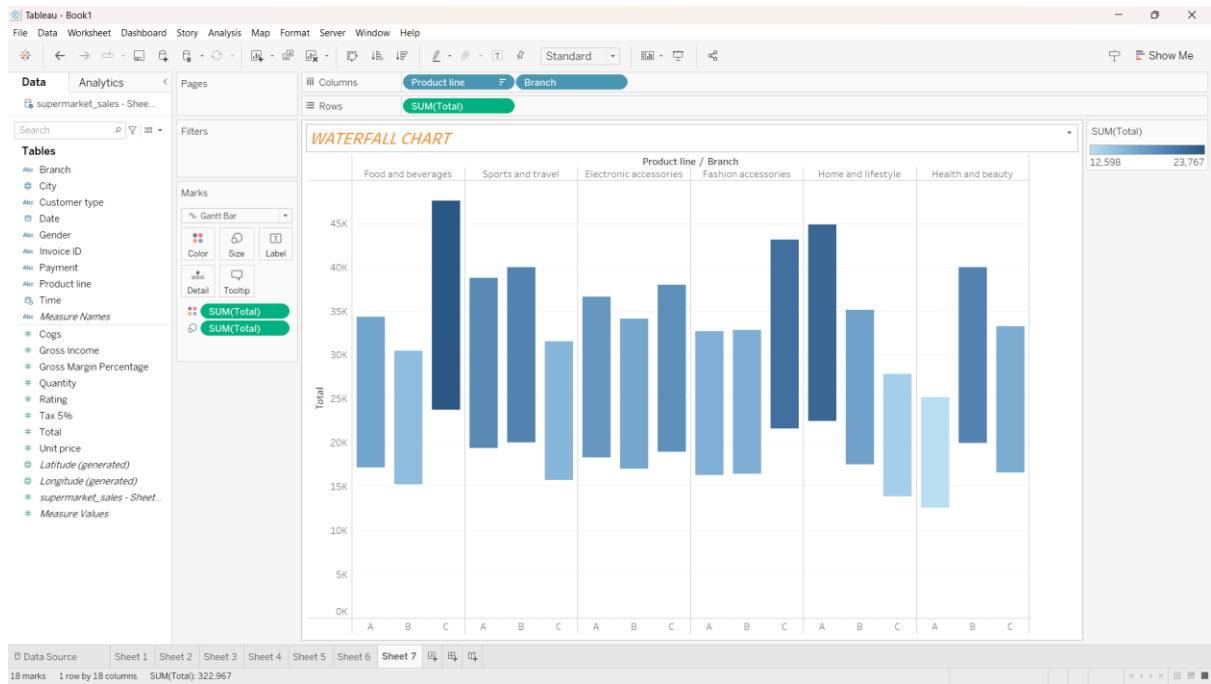 Tableau - Book1
File Data Worksheet Dashboard Story Analysis Map Format Server Window Help
Standard
Show Me
Data Analytics
supermarket_sales - Shee...
Search
Tables
Branch
City
Customer type
Date
Gender
Invoice ID
Payment
Product line
Time
Measure Names
Cogs
Gross Income
Gross Margin Percentage
Quantity
Rating
Tax 5%
Total
Unit price
Latitude (generated)
Longitude (generated)
supermarket_sales - Sheet...
Measure Values
Pages
Filters
Marks
Gantt Bar
Color Size Label
Detail Tooltip
SUM(Total)
SUM(Total)
Columns Product line Branch
Rows SUM(Total)
WATERFALL CHART
Product line / Branch
Food and beverages Sports and travel Electronic accessories Fashion accessories Home and lifestyle Health and beauty
45K
40K
35K
30K
25K
20K
15K
10K
5K
0K
Total
A B C A B C A B C A B C A B C A B C
SUM(Total)
12,598 23,767
Data Source Sheet 1 Sheet 2 Sheet 3 Sheet 4 Sheet 5 Sheet 6 Sheet 7
18 marks 1 row by 18 columns SUM(Total): 322.967